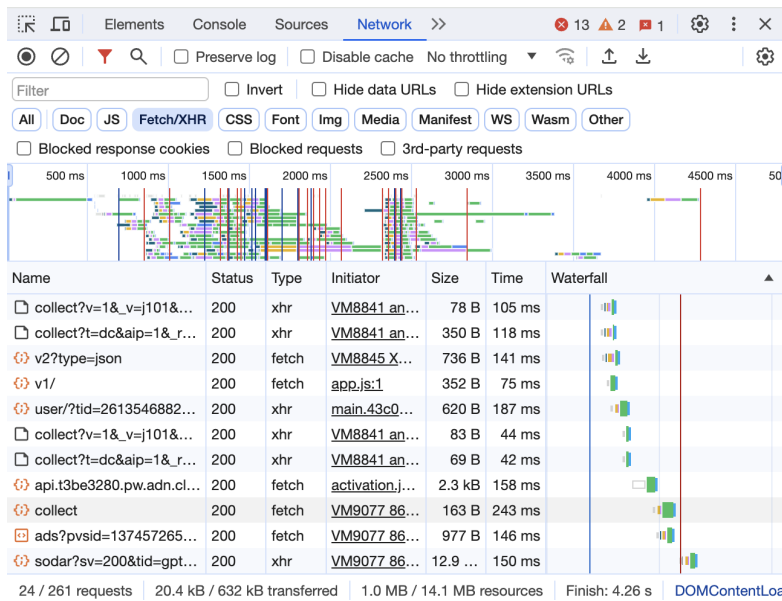 Elements Console Sources Network 13 2 1
Preserve log Disable cache No throttling
Filter Invert Hide data URLs Hide extension URLs
All Doc JS Fetch/XHR CSS Font Img Media Manifest WS Wasm Other
Blocked response cookies Blocked requests 3rd-party requests
500 ms 1000 ms 1500 ms 2000 ms 2500 ms 3000 ms 3500 ms 4000 ms 4500 ms 50
Name Status Type Initiator Size Time Waterfall
collect?v=1&_v=j101&... 200 xhr VM8841 an... 78 B 105 ms
collect?t=dc&aip=1&_r... 200 xhr VM8841 an... 350 B 118 ms
v2?type=json 200 fetch VM8845 X... 736 B 141 ms
v1/ 200 fetch app.js:1 352 B 75 ms
user/?tid=2613546882... 200 xhr main.43c0... 620 B 187 ms
collect?v=1&_v=j101&... 200 xhr VM8841 an... 83 B 44 ms
collect?t=dc&aip=1&_r... 200 xhr VM8841 an... 69 B 42 ms
api.t3be3280.pw.adn.cl... 200 fetch activation.j... 2.3 kB 158 ms
collect 200 fetch VM9077 86... 163 B 243 ms
ads?pvsid=137457265... 200 fetch VM9077 86... 977 B 146 ms
sodar?sv=200&tid=gpt... 200 xhr VM9077 86... 12.9 ... 150 ms
24 / 261 requests 20.4 kB / 632 kB transferred 1.0 MB / 14.1 MB resources Finish: 4.26 s DOMContentLoa